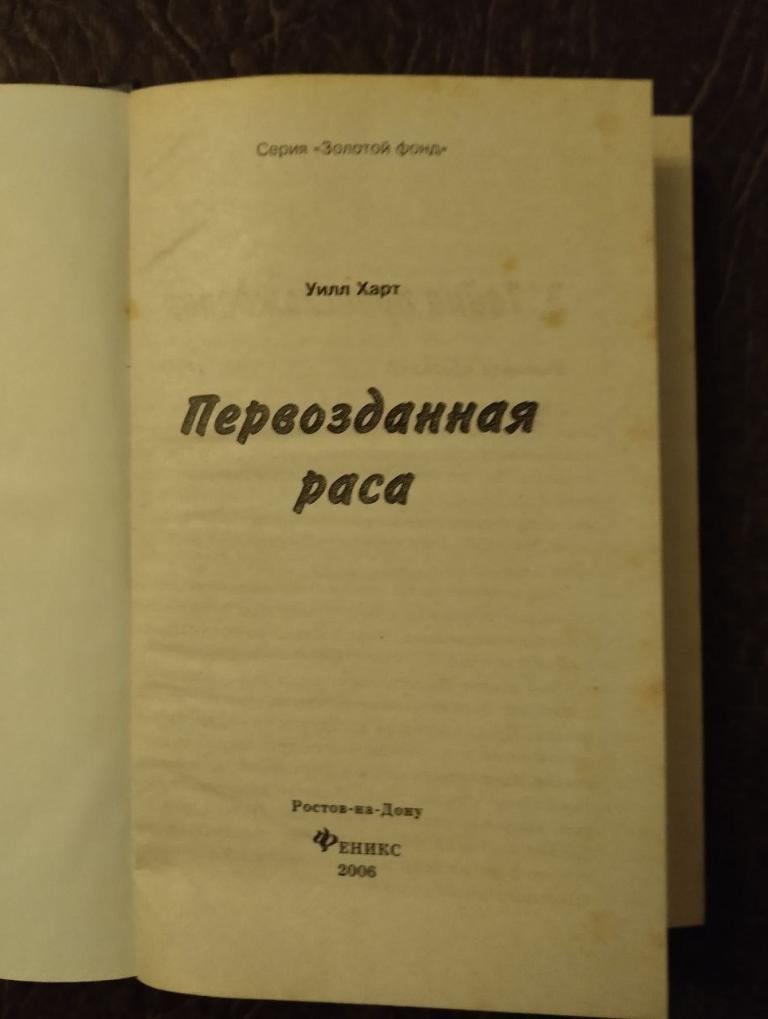 Серия «Золотой фонд»
Уилл Харт
Первозданная
раса
Ростов-на-Дону
ФЕНИКС
2006